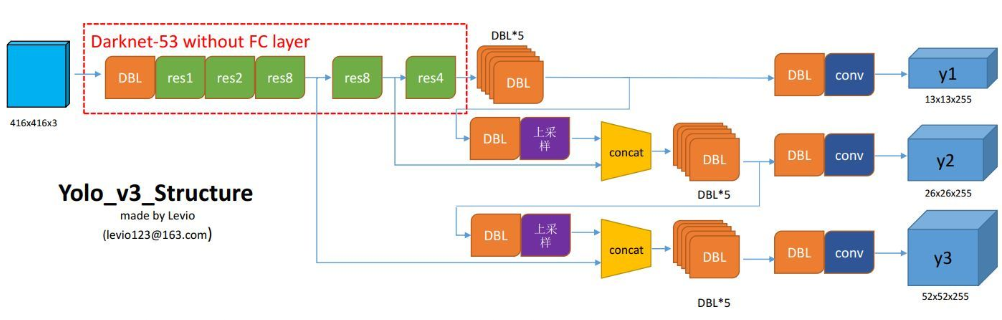 Darknet-53 without FC layer
DBL*5
DBL
res1
res2
res8
res8
res4
DBL
DBL
conv
y1
416x416x3
13x13x255
DBL
上采
样
concat
DBL
DBL
conv
y2
DBL*5
26x26x255
Yolo_v3_Structure
made by Levio
(levio123@163.com)
DBL
上采
样
concat
DBL
DBL
conv
y3
DBL*5
52x52x255